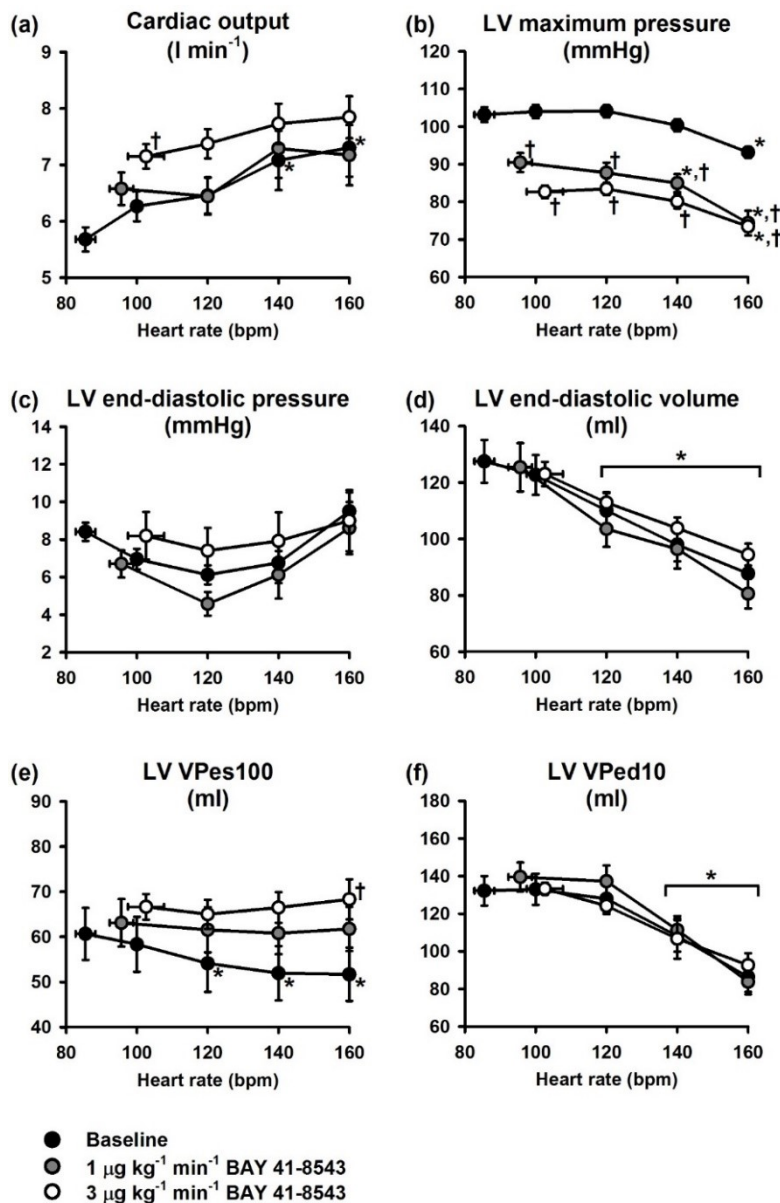 (a) Cardiac output (l min⁻¹)
9
8
7
6
5
80 100 120 140 160
Heart rate (bpm)
†
*
*
(b) LV maximum pressure (mmHg)
120
110
100
90
80
70
60
80 100 120 140 160
Heart rate (bpm)
*
† † *,†
† † † *,†
*,†
(c) LV end-diastolic pressure (mmHg)
14
12
10
8
6
4
2
80 100 120 140 160
Heart rate (bpm)
(d) LV end-diastolic volume (ml)
140
120
100
80
60
80 100 120 140 160
Heart rate (bpm)
*
(e) LV VPes100 (ml)
90
80
70
60
50
40
80 100 120 140 160
Heart rate (bpm)
†
* * *
(f) LV VPed10 (ml)
180
160
140
120
100
80
60
80 100 120 140 160
Heart rate (bpm)
*
Baseline
1 µg kg⁻¹ min⁻¹ BAY 41-8543
3 µg kg⁻¹ min⁻¹ BAY 41-8543